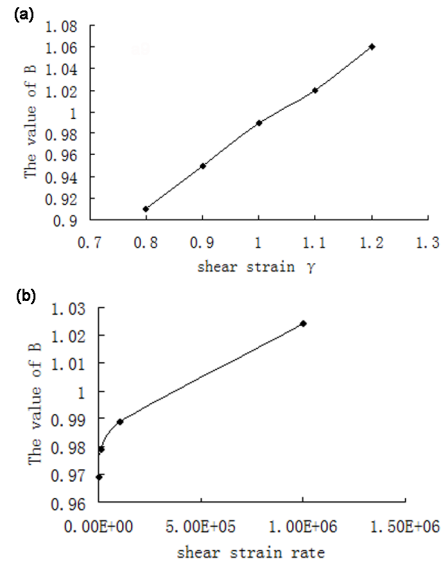 (a)
1.08
1.06
1.04
1.02
1
0.98
0.96
0.94
0.92
0.9
The value of B
0.7 0.8 0.9 1 1.1 1.2 1.3
shear strain γ
(b)
1.03
1.02
1.01
1
0.99
0.98
0.97
0.96
The value of B
0.00E+00 5.00E+05 1.00E+06 1.50E+06
shear strain rate